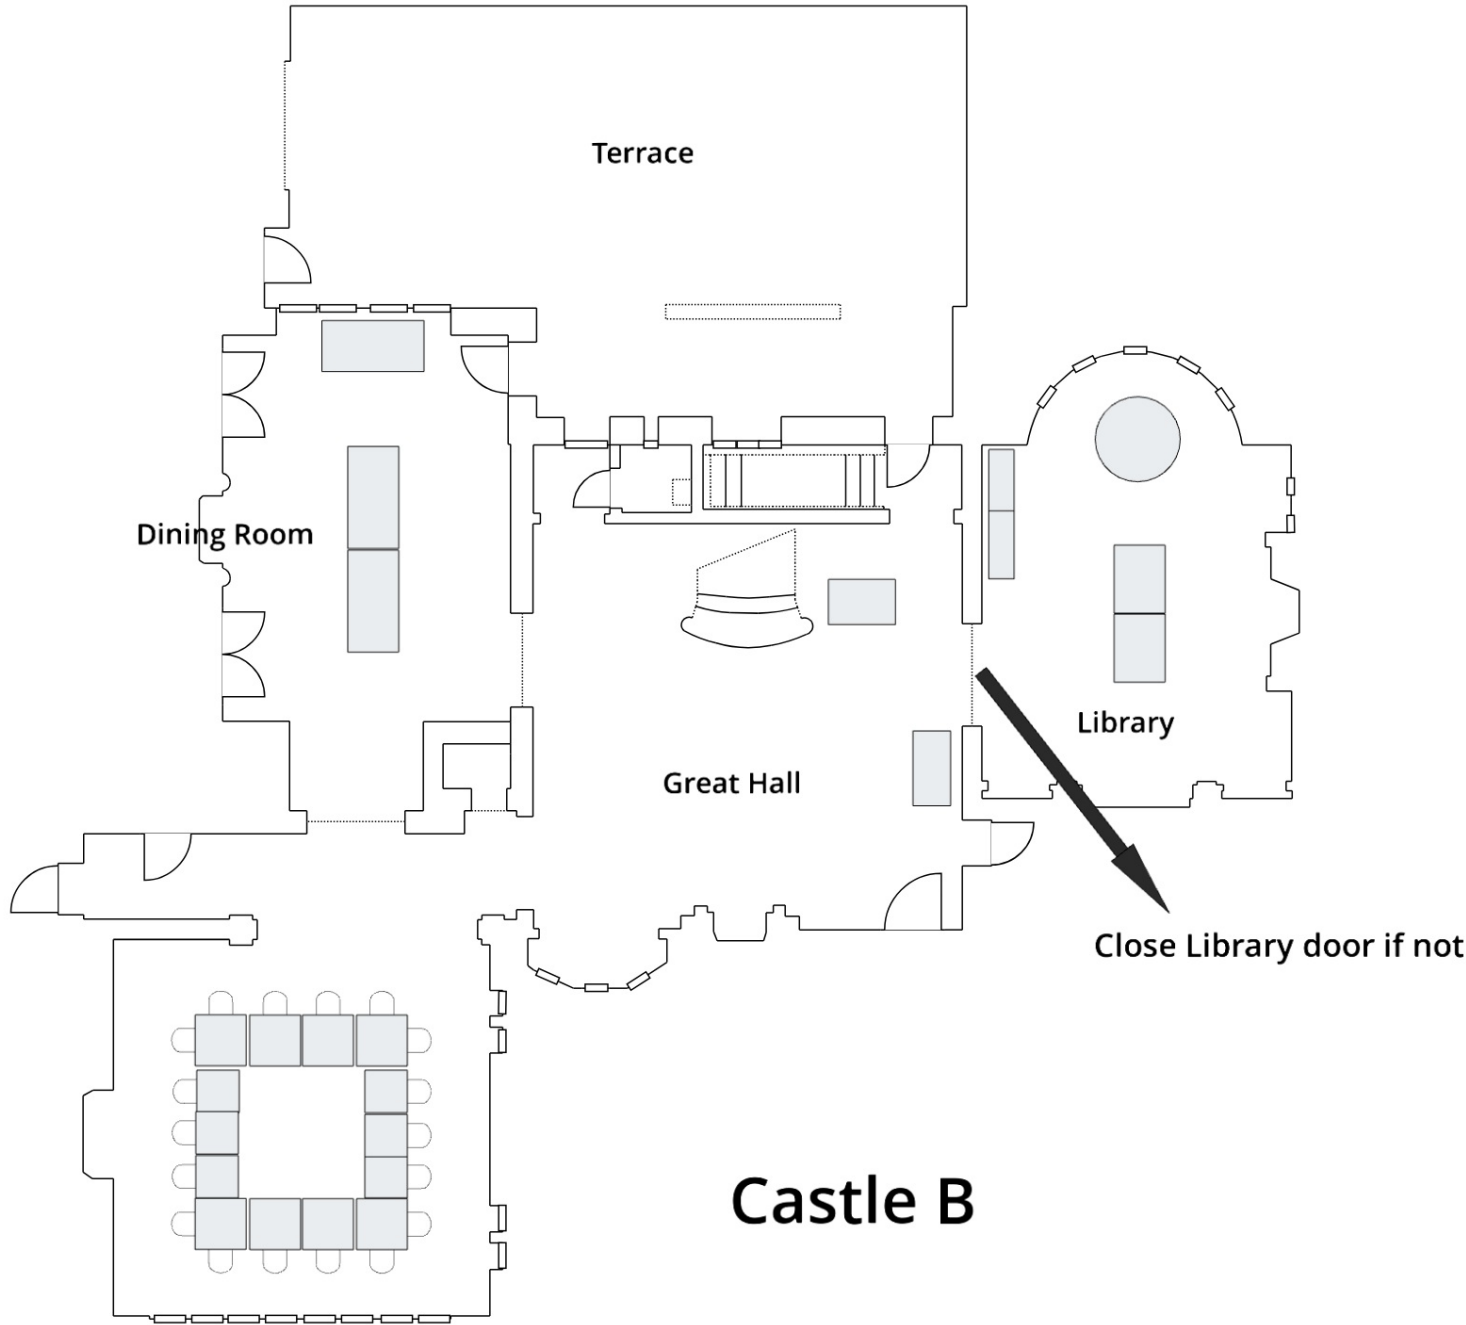 Terrace
Dining Room
Library
Great Hall
Close Library door if not
Castle B